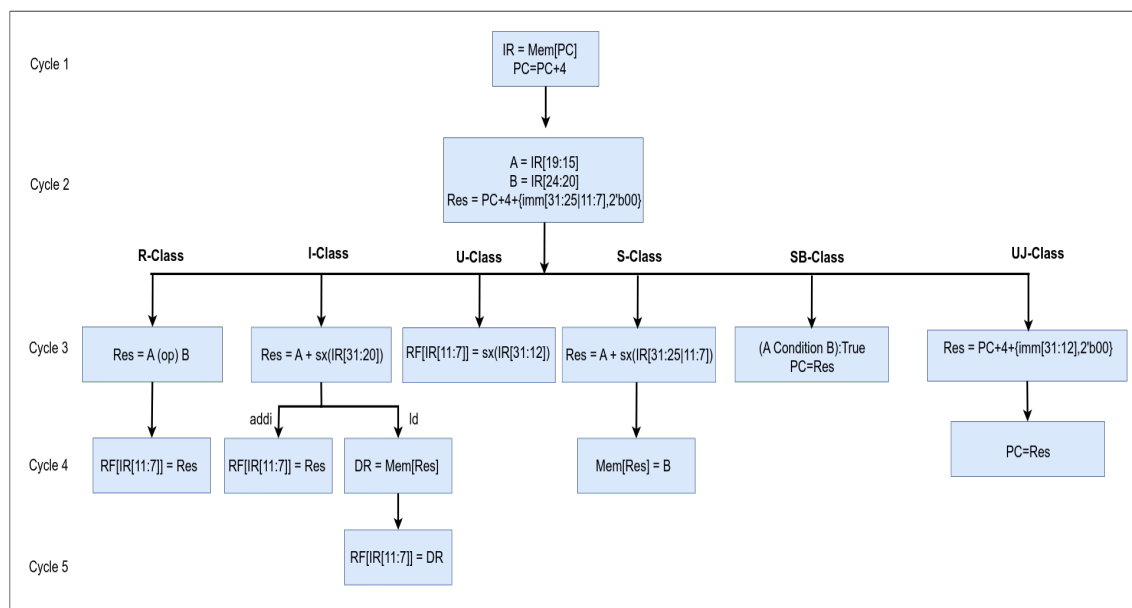 Cycle 1
IR = Mem[PC]
PC=PC+4
Cycle 2
A = IR[19:15]
B = IR[24:20]
Res = PC+4+{imm[31:25|11:7],2'b00}
R-Class
I-Class
U-Class
S-Class
SB-Class
UJ-Class
Cycle 3
Res = A (op) B
Res = A + sx(IR[31:20])
RF[IR[11:7]] = sx(IR[31:12])
Res = A + sx(IR[31:25|11:7])
(A Condition B):True
PC=Res
Res = PC+4+{imm[31:12],2'b00}
addi
ld
Cycle 4
RF[IR[11:7]] = Res
RF[IR[11:7]] = Res
DR = Mem[Res]
Mem[Res] = B
PC=Res
Cycle 5
RF[IR[11:7]] = DR